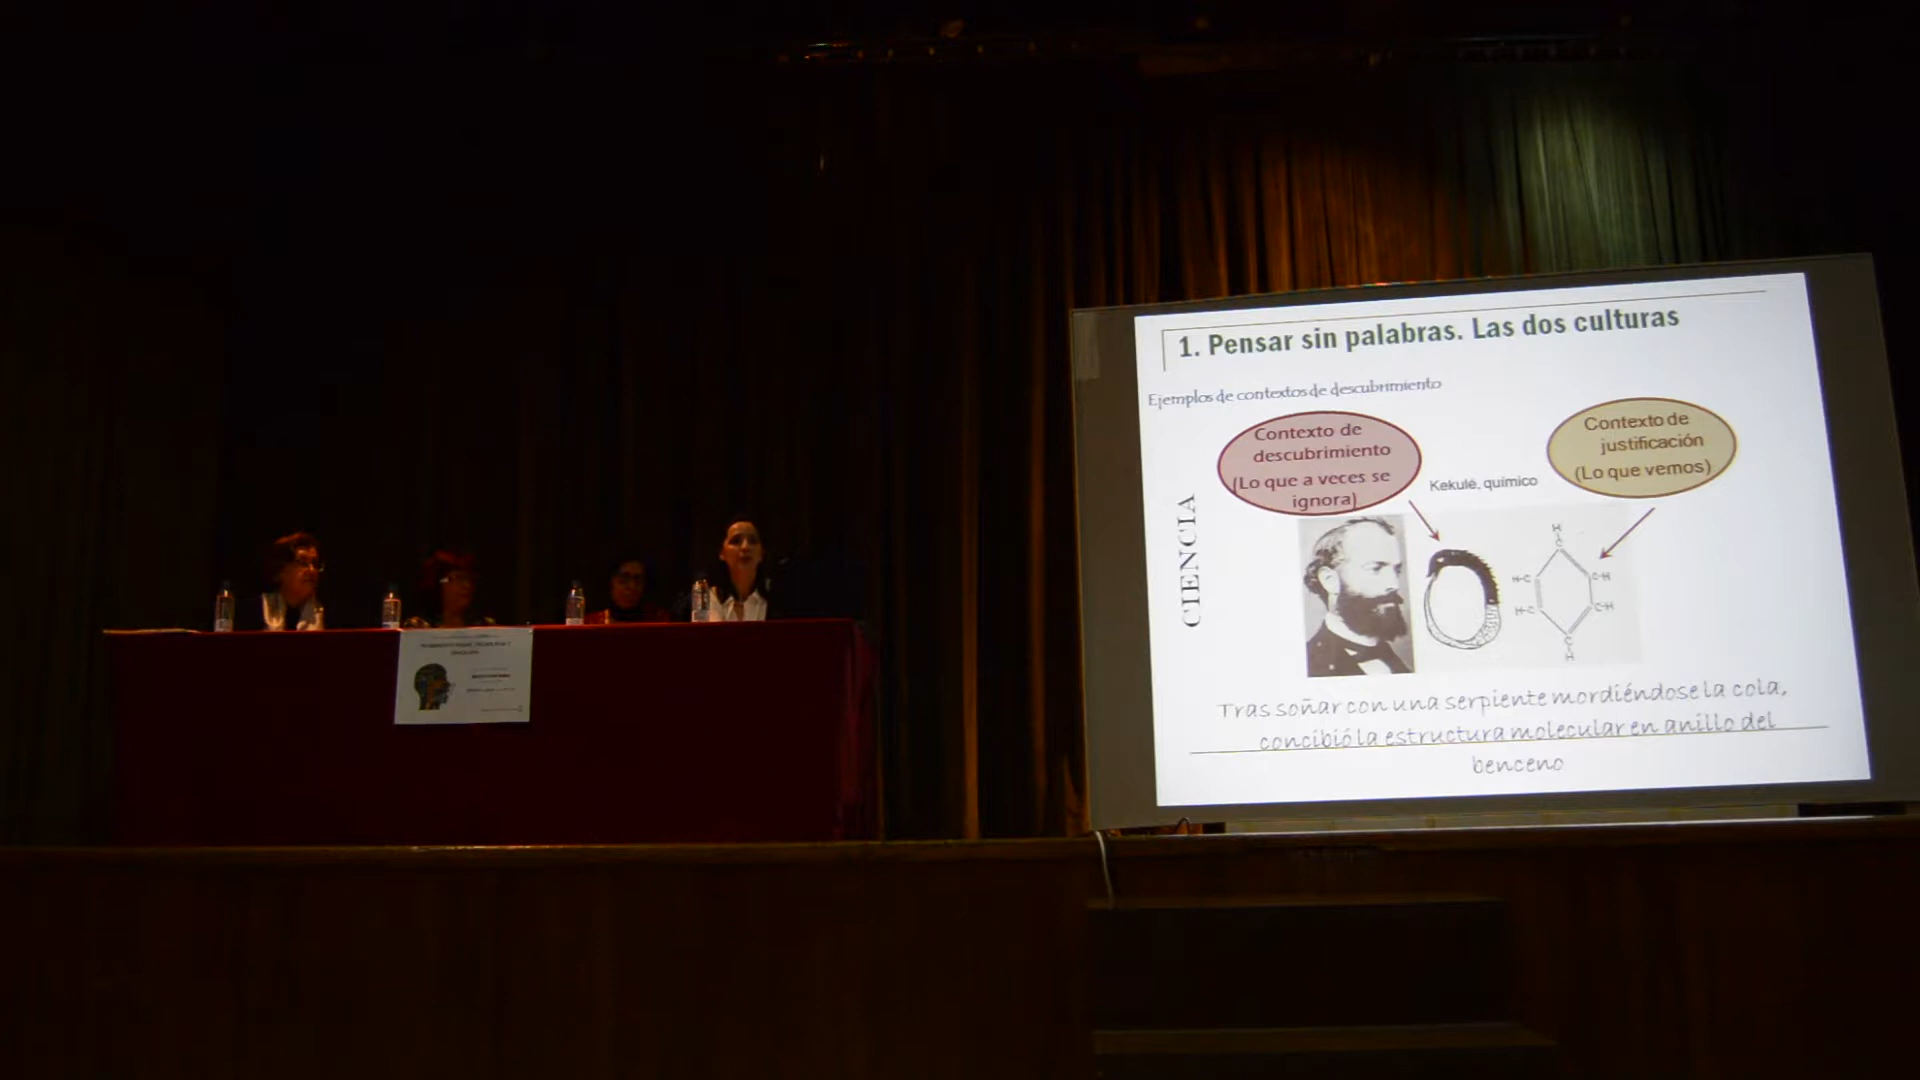 1. Pensar sin palabras. Las dos culturas
Ejemplos de contextos de descubrimiento
Contexto de
descubrimiento
(Lo que a veces se
ignora)
Kekulé, químico
Contexto de
justificación
(Lo que vemos)
CIENCIA
H
C
H-C
C-H
H-C
C-H
C
H
Tras soñar con una serpiente mordiéndose la cola,
concibió la estructura molecular en anillo del
benceno